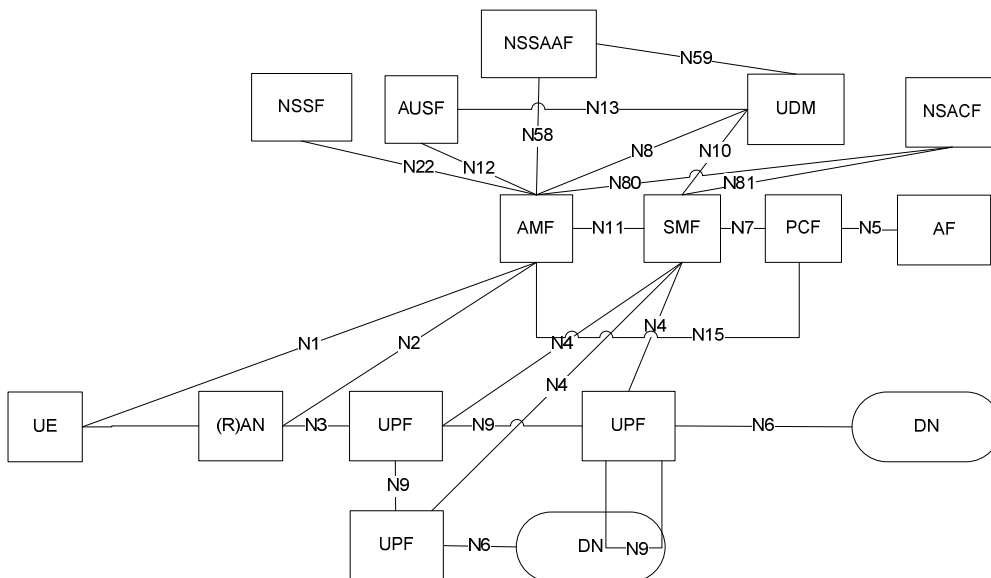 NSSAAF
N59
NSSF
AUSF
N13
UDM
NSACF
N58
N22
N12
N8
N10
N80
N81
AMF
N11
SMF
N7
PCF
N5
AF
N1
N2
N4
N4
N15
N4
UE
(R)AN
N3
UPF
N9
UPF
N6
DN
N9
UPF
N6
DN
N9